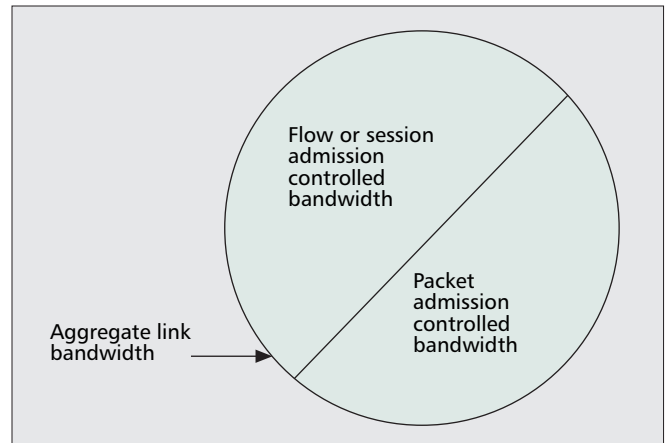 Flow or session
admission
controlled
bandwidth
Packet
admission
controlled
bandwidth
Aggregate link
bandwidth